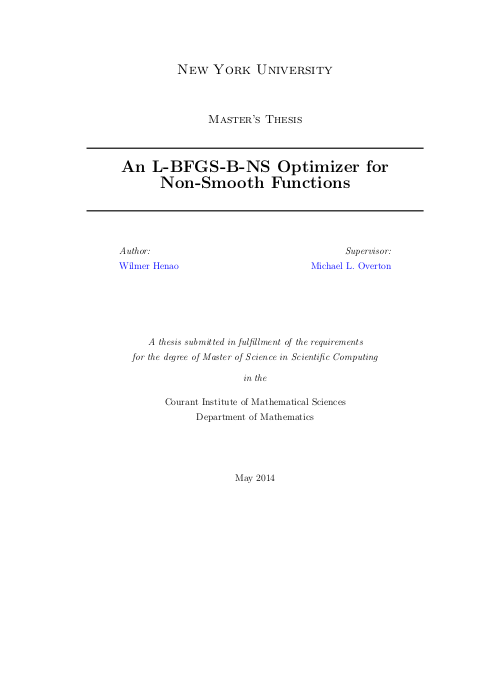 New York University
Master's Thesis
An L-BFGS-B-NS Optimizer for
Non-Smooth Functions
Author:
Wilmer Henao
Supervisor:
Michael L. Overton
A thesis submitted in fulfillment of the requirements
for the degree of Master of Science in Scientific Computing
in the
Courant Institute of Mathematical Sciences
Department of Mathematics
May 2014